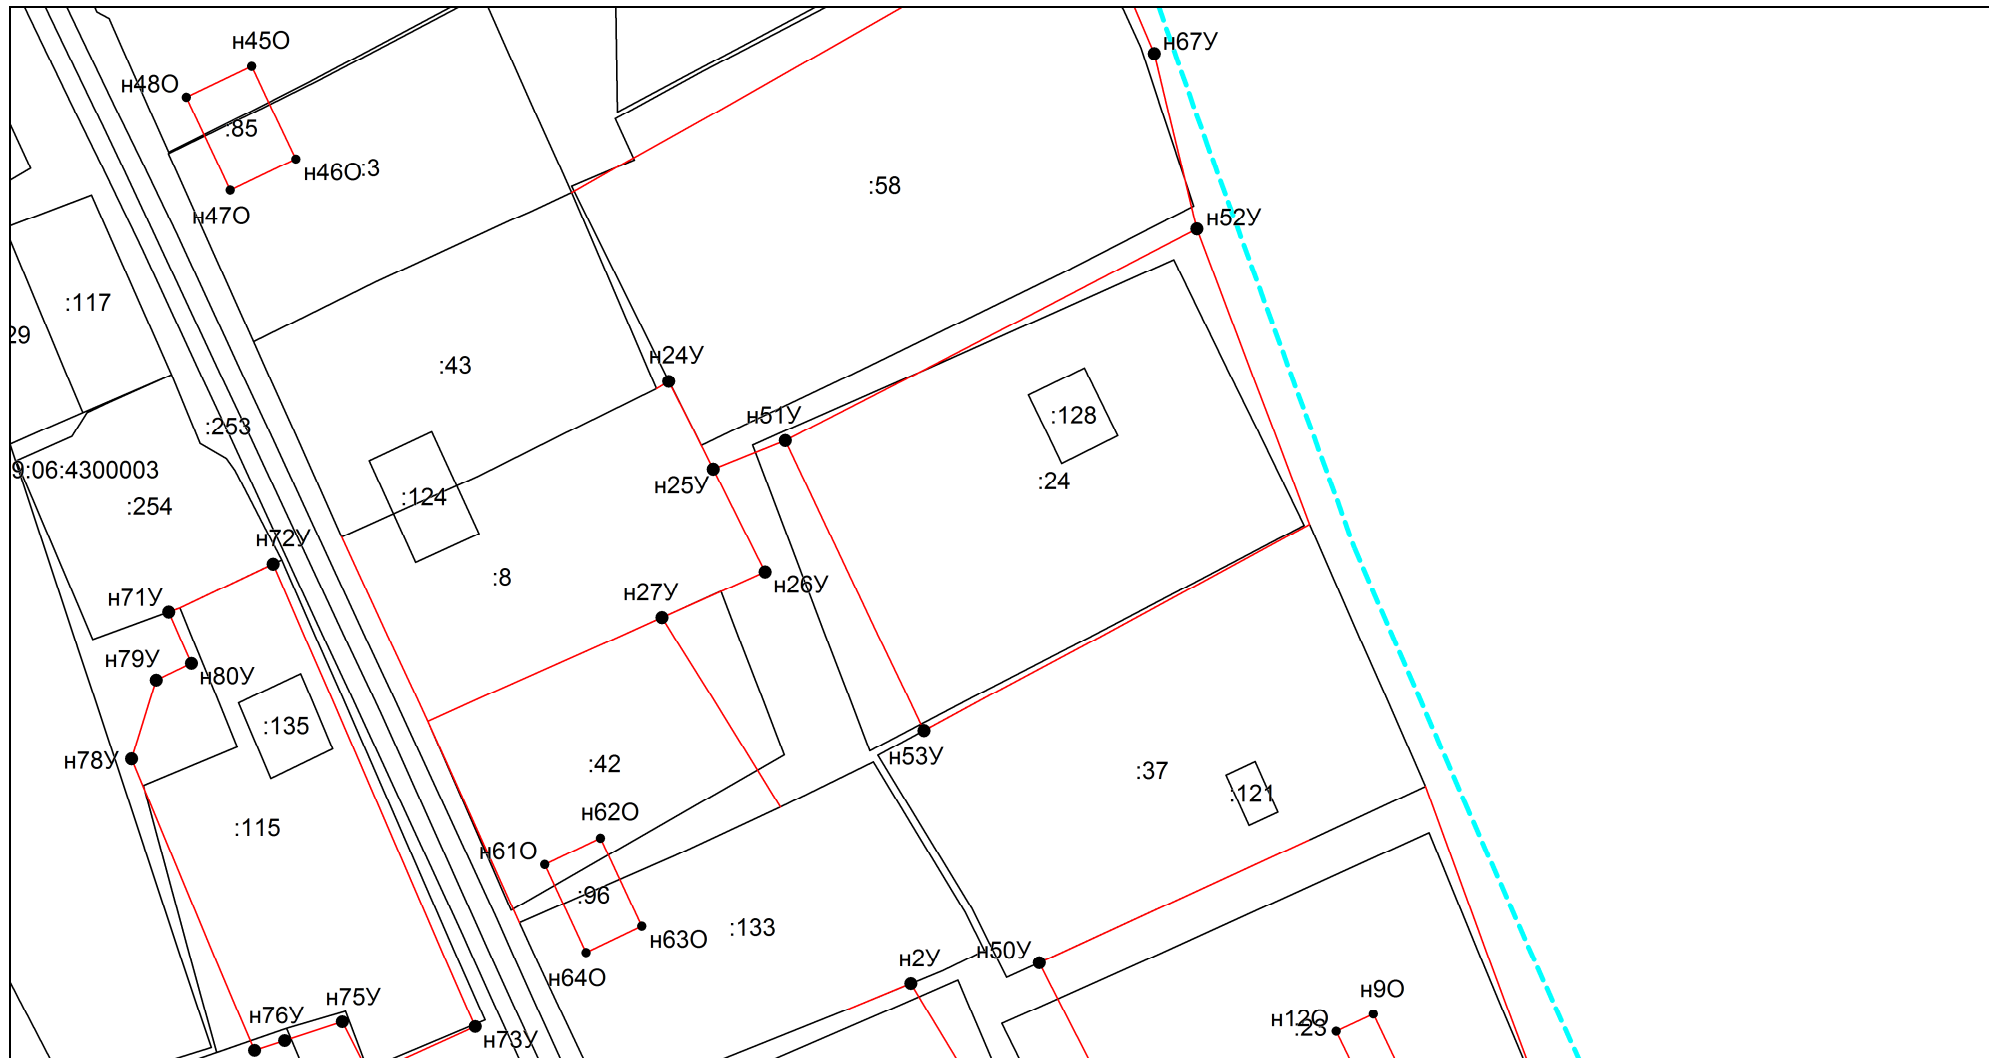 н45О
н67У
н48О
:85
н46О
:3
:58
н47О
н52У
:117
29
н24У
:43
н51У
:128
:253
9:06:4300003
:24
н25У
:124
:254
н72У
:8
н26У
н27У
н71У
н79У
н80У
:135
н53У
н78У
:42
:37
:121
н62О
:115
н61О
:96
:133
н63О
н50У
н2У
н64О
н9О
н75У
н76У
н12О
:23
н73У